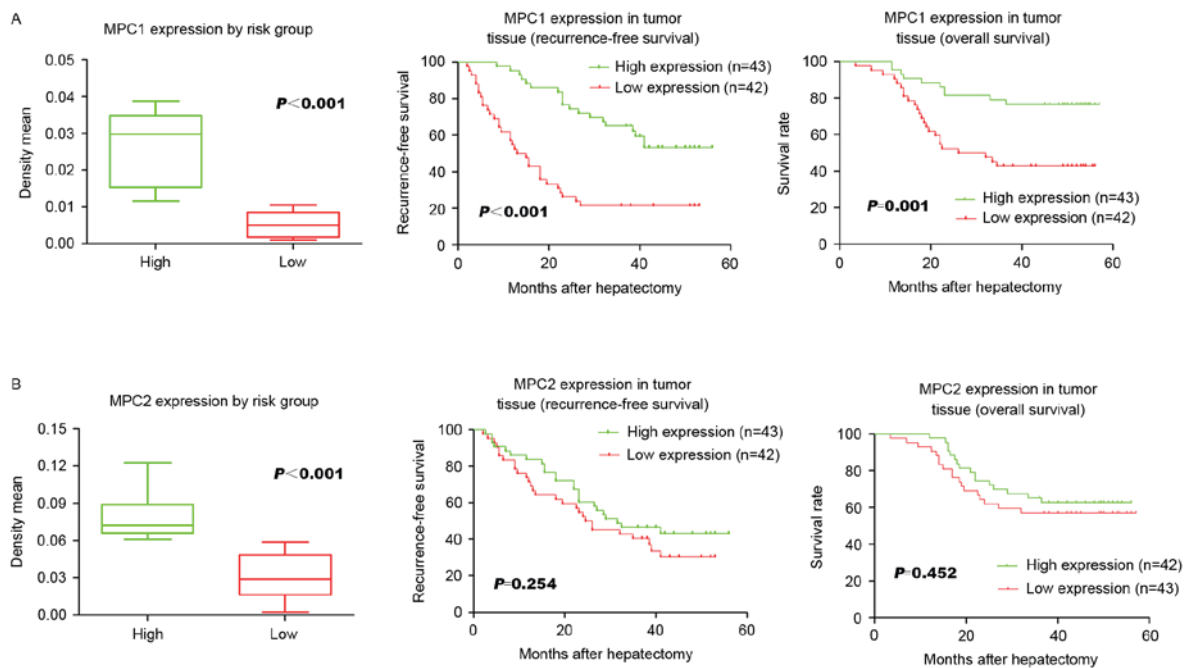 A
MPC1 expression by risk group
0.05
0.04
0.03
0.02
0.01
0.00
Density mean
P<0.001
High
Low
MPC1 expression in tumor
tissue (recurrence-free survival)
100
80
60
40
20
0
Recurrence-free survival
High expression (n=43)
Low expression (n=42)
P<0.001
0
20
40
60
Months after hepatectomy
MPC1 expression in tumor
tissue (overall survival)
100
80
60
40
20
0
Survival rate
P=0.001
High expression (n=43)
Low expression (n=42)
0
20
40
60
Months after hepatectomy
B
MPC2 expression by risk group
0.15
0.12
0.09
0.06
0.03
0.00
Density mean
P<0.001
High
Low
MPC2 expression in tumor
tissue (recurrence-free survival)
100
80
60
40
20
0
Recurrence-free survival
High expression (n=43)
Low expression (n=42)
P=0.254
0
20
40
60
Months after hepatectomy
MPC2 expression in tumor
tissue (overall survival)
100
80
60
40
20
0
Survival rate
P=0.452
High expression (n=42)
Low expression (n=43)
0
20
40
60
Months after hepatectomy